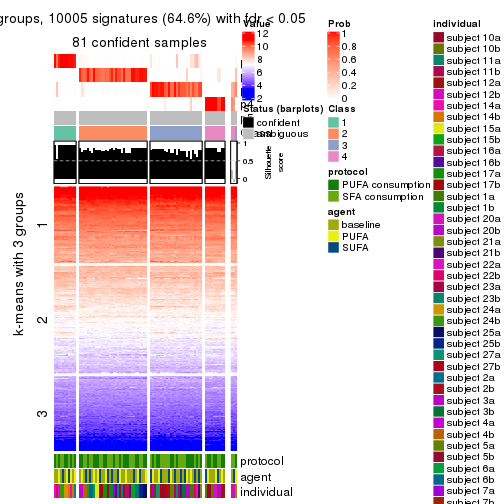 groups, 10005 signatures (64.6%) with fdr < 0.05
81 confident samples
k-means with 3 groups
1
2
3
p4
1
0.5
0
Silhouette
score
protocol
agent
individual
Value
12
10
8
6
4
2
Status (barplots)
confident
ambiguous
Prob
1
0.8
0.6
0.4
0.2
0
Class
1
2
3
4
protocol
PUFA consumption
SFA consumption
agent
baseline
PUFA
SUFA
individual
subject 10a
subject 10b
subject 11a
subject 11b
subject 12a
subject 12b
subject 14a
subject 14b
subject 15a
subject 15b
subject 16a
subject 16b
subject 17a
subject 17b
subject 1a
subject 1b
subject 20a
subject 20b
subject 21a
subject 21b
subject 22a
subject 22b
subject 23a
subject 23b
subject 24a
subject 24b
subject 25a
subject 25b
subject 27a
subject 27b
subject 2a
subject 2b
subject 3a
subject 3b
subject 4a
subject 4b
subject 5a
subject 5b
subject 6a
subject 6b
subject 7a
subject 7b